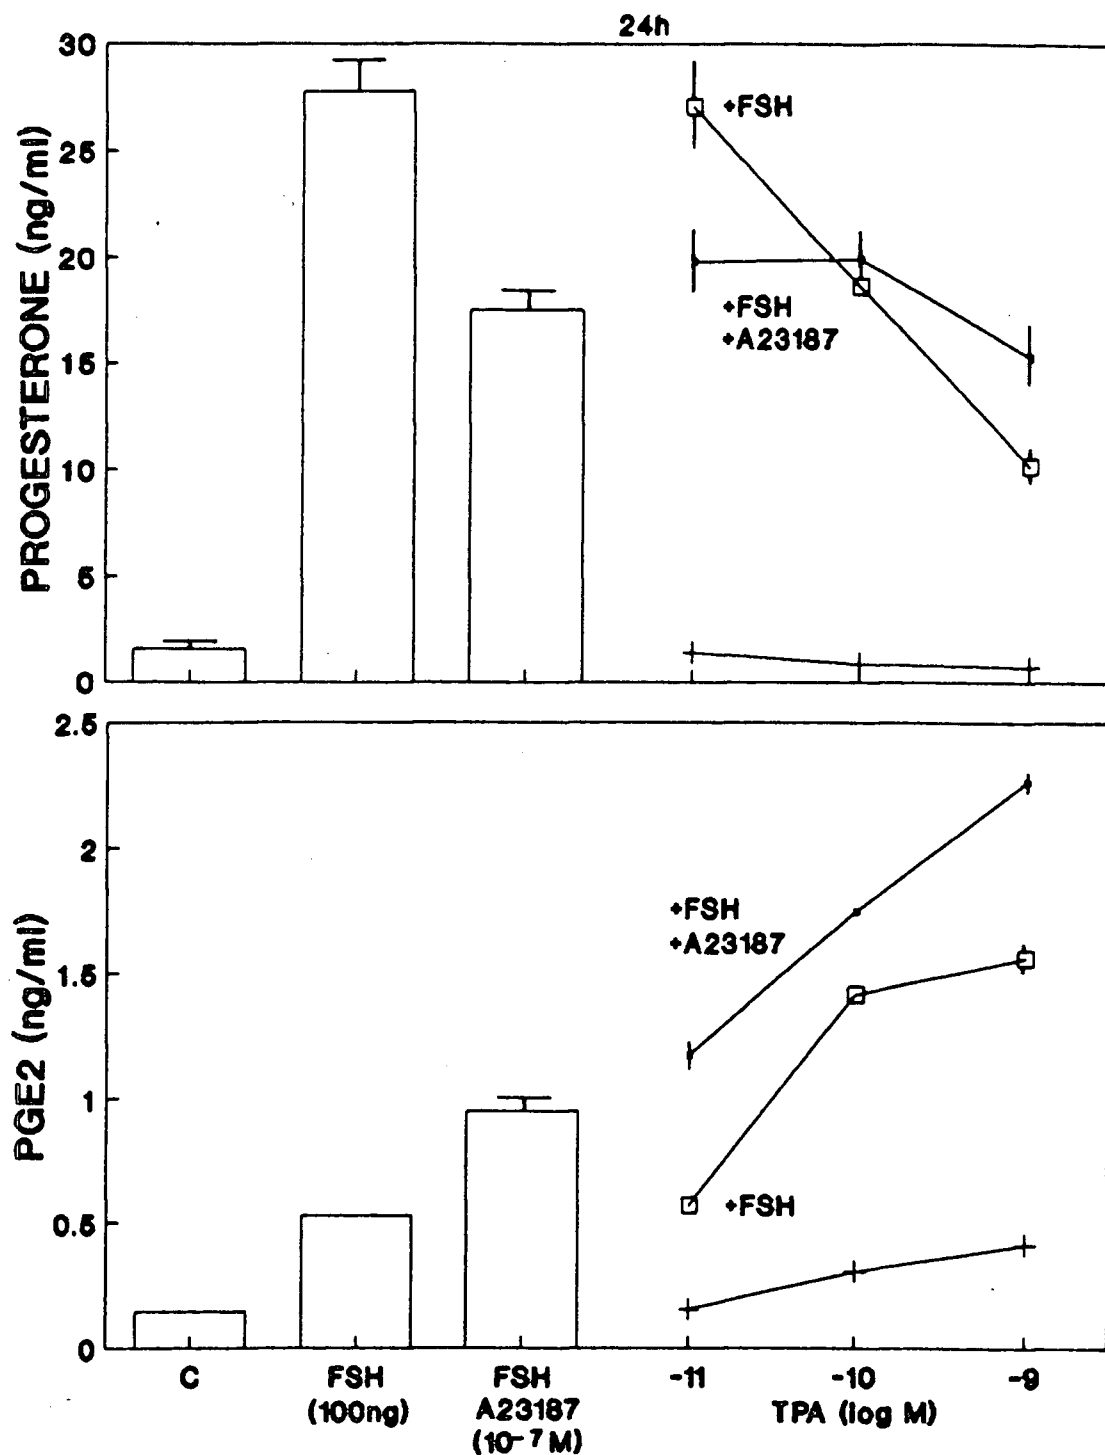 24h
30
25
20
15
10
5
0
PROGESTERONE (ng/ml)
+FSH
+FSH
+A23187
2.5
2
1.5
1
0.5
0
PGE2 (ng/ml)
+FSH
+A23187
+FSH
C
FSH
(100ng)
FSH
A23187
(10⁻⁷M)
-11
-10
-9
TPA (log M)